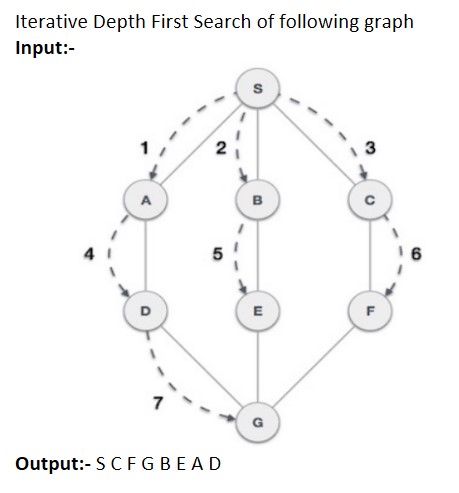 Iterative Depth First Search of following graph
Input:-
S
1 2 3
A B C
4 5 6
D E F
7
G
Output:- S C F G B E A D